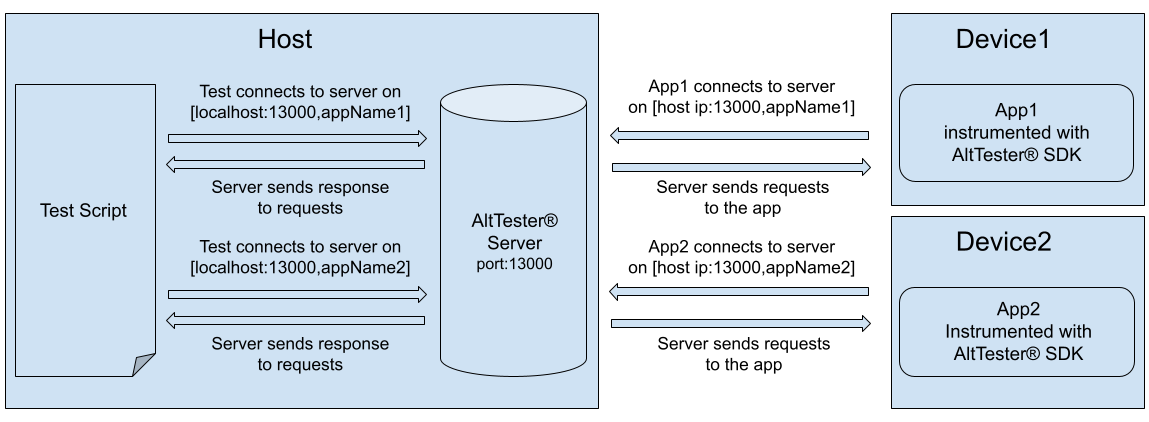 Host
Test Script
Test connects to server on
[localhost:13000,appName1]
Server sends response
to requests
Test connects to server on
[localhost:13000,appName2]
Server sends response
to requests
AltTester®
Server
port:13000
App1 connects to server
on [host ip:13000,appName1]
Server sends requests
to the app
App2 connects to server
on [host ip:13000,appName2]
Server sends requests
to the app
Device1
App1
instrumented with
AltTester® SDK
Device2
App2
Instrumented with
AltTester® SDK